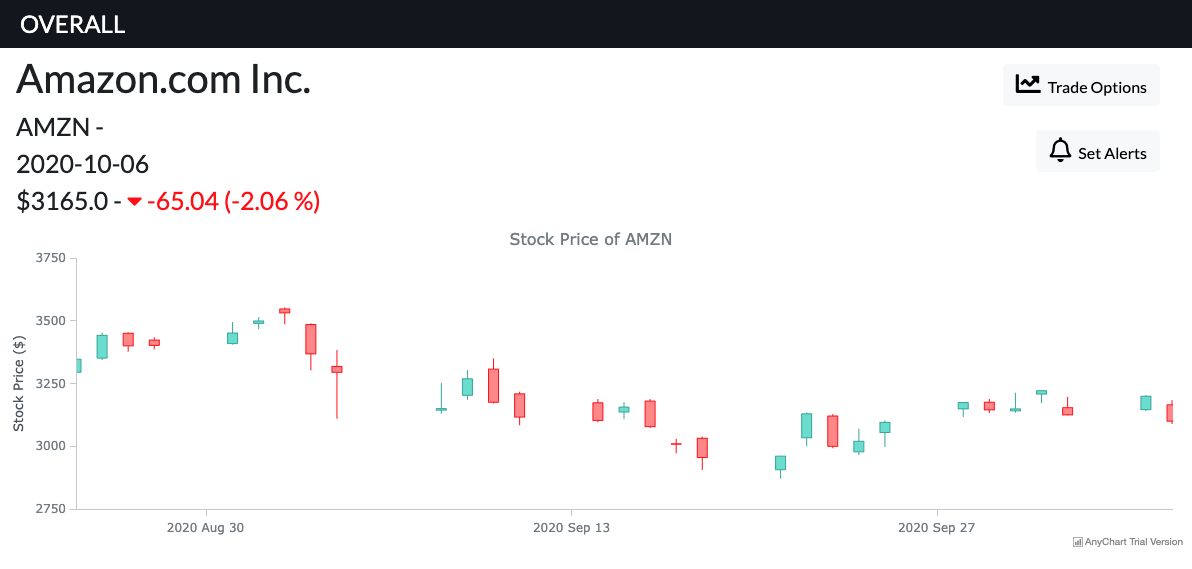 OVERALL
Amazon.com Inc.
Trade Options
AMZN -
2020-10-06
Set Alerts
$3165.0 - -65.04 (-2.06 %)
Stock Price of AMZN
Stock Price ($)
3750
3500
3250
3000
2750
2020 Aug 30
2020 Sep 13
2020 Sep 27
AnyChart Trial Version